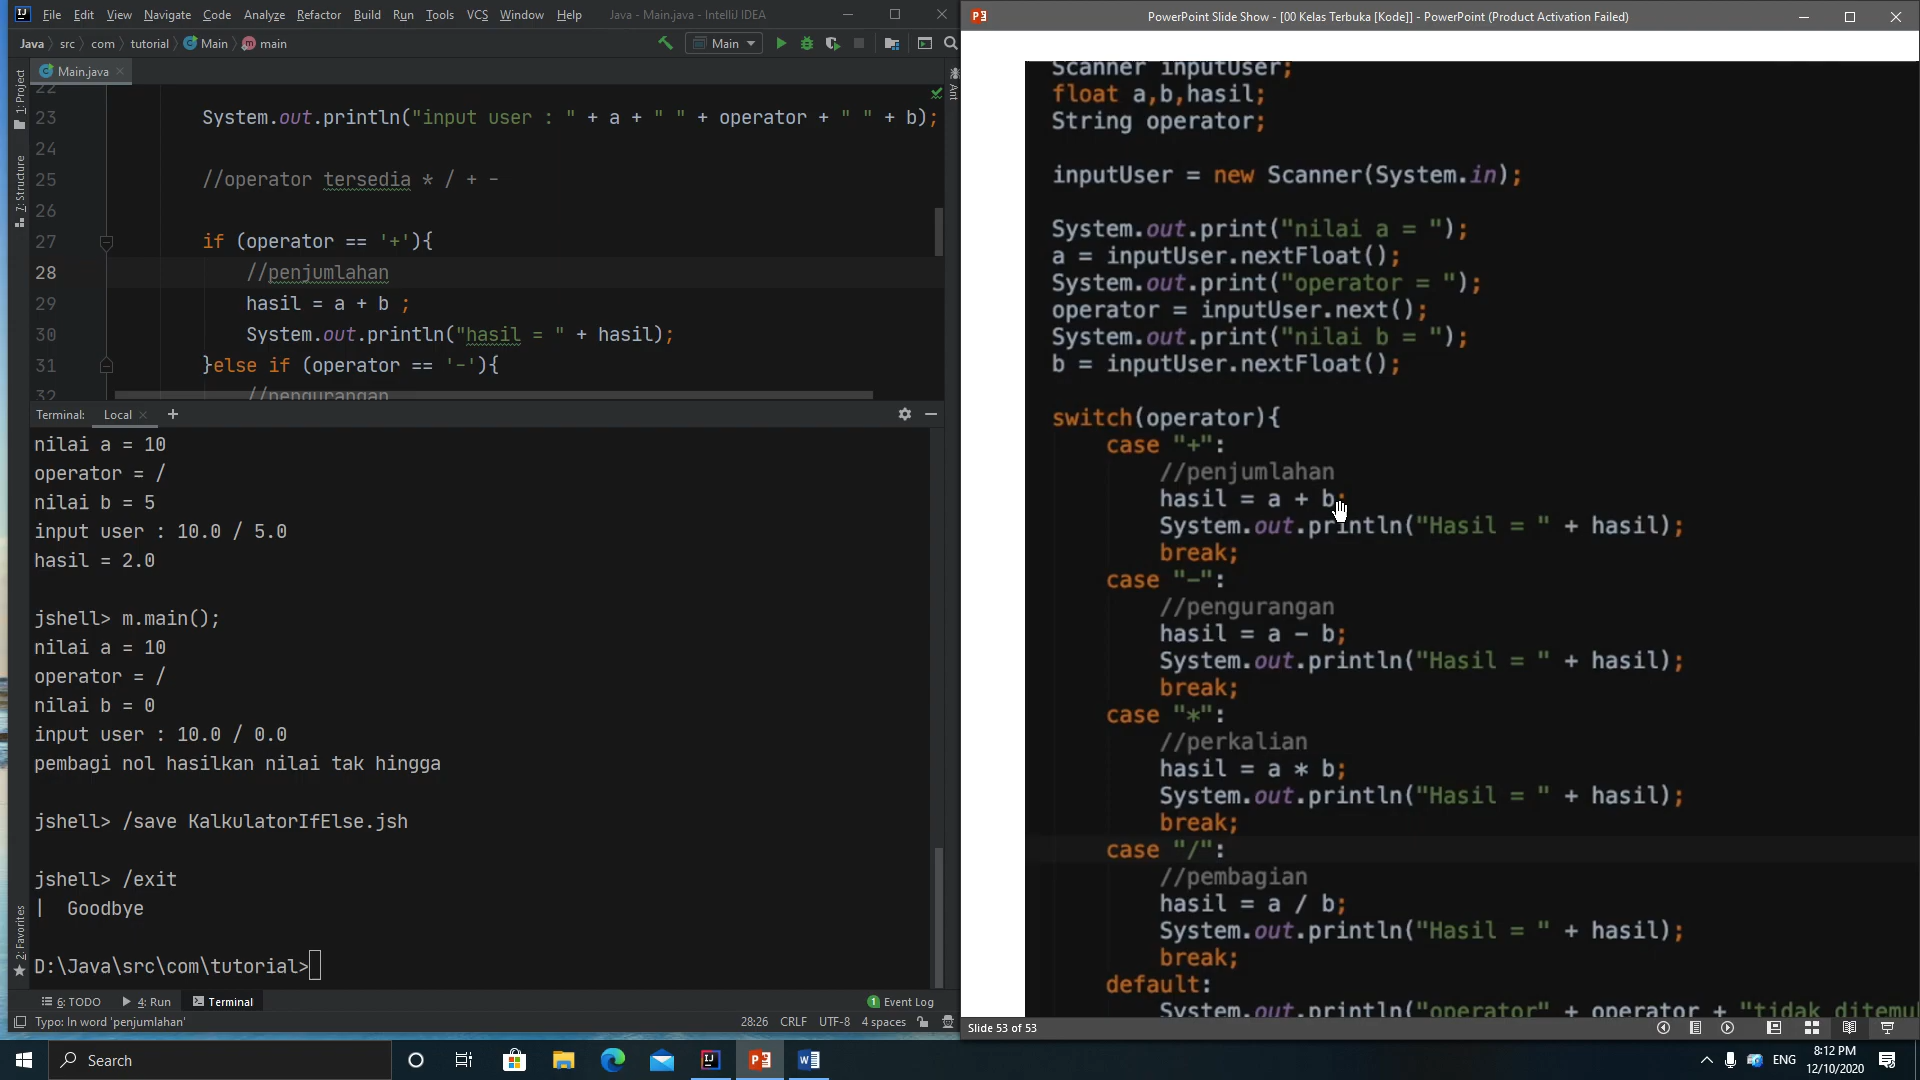 File Edit View Navigate Code Analyze Refactor Build Run Tools VCS Window Help Java - Main.java - IntelliJ IDEA
Java src com tutorial Main main
Main
Main.java
1: Project
7: Structure
2: Favorites
Ant
22
23 System.out.println("input user : " + a + " " + operator + " " + b);
24
25 //operator tersedia * / + -
26
27 if (operator == '+'){
28 //penjumlahan
29 hasil = a + b ;
30 System.out.println("hasil = " + hasil);
31 }else if (operator == '-'){
32 //pengurangan
Terminal: Local
nilai a = 10
operator = /
nilai b = 5
input user : 10.0 / 5.0
hasil = 2.0
jshell> m.main();
nilai a = 10
operator = /
nilai b = 0
input user : 10.0 / 0.0
pembagi nol hasilkan nilai tak hingga
jshell> /save KalkulatorIfElse.jsh
jshell> /exit
| Goodbye
D:\Java\src\com\tutorial>
6: TODO 4: Run Terminal 1 Event Log
Typo: In word 'penjumlahan' 28:26 CRLF UTF-8 4 spaces
PowerPoint Slide Show - [00 Kelas Terbuka [Kode]] - PowerPoint (Product Activation Failed)
Scanner inputUser;
float a,b,hasil;
String operator;
inputUser = new Scanner(System.in);
System.out.print("nilai a = ");
a = inputUser.nextFloat();
System.out.print("operator = ");
operator = inputUser.next();
System.out.print("nilai b = ");
b = inputUser.nextFloat();
switch(operator){
case "+":
//penjumlahan
hasil = a + b;
System.out.println("Hasil = " + hasil);
break;
case "-":
//pengurangan
hasil = a - b;
System.out.println("Hasil = " + hasil);
break;
case "*":
//perkalian
hasil = a * b;
System.out.println("Hasil = " + hasil);
break;
case "/":
//pembagian
hasil = a / b;
System.out.println("Hasil = " + hasil);
break;
default:
System.out.println("operator" + operator + "tidak ditemu
Slide 53 of 53
Search
ENG
8:12 PM
12/10/2020